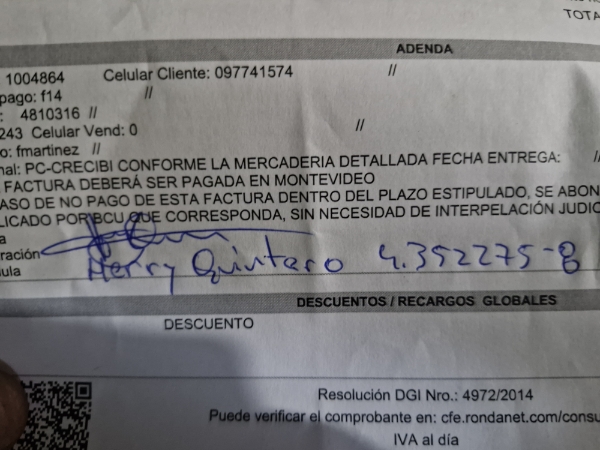 TOTA
ADENDA
1004864 Celular Cliente: 097741574 //
pago: f14 //
: 4810316 //
243 Celular Vend: 0 //
o: fmartinez //
nal: PC-CRECIBI CONFORME LA MERCADERIA DETALLADA FECHA ENTREGA: //
FACTURA DEBERÁ SER PAGADA EN MONTEVIDEO
ASO DE NO PAGO DE ESTA FACTURA DENTRO DEL PLAZO ESTIPULADO, SE ABON
LICADO POR BCU QUE CORRESPONDA, SIN NECESIDAD DE INTERPELACIÓN JUDIC
a
ración
ula Herry Quintero 4.352275-8
DESCUENTOS / RECARGOS GLOBALES
DESCUENTO
Resolución DGI Nro.: 4972/2014
Puede verificar el comprobante en: cfe.rondanet.com/consu
IVA al día